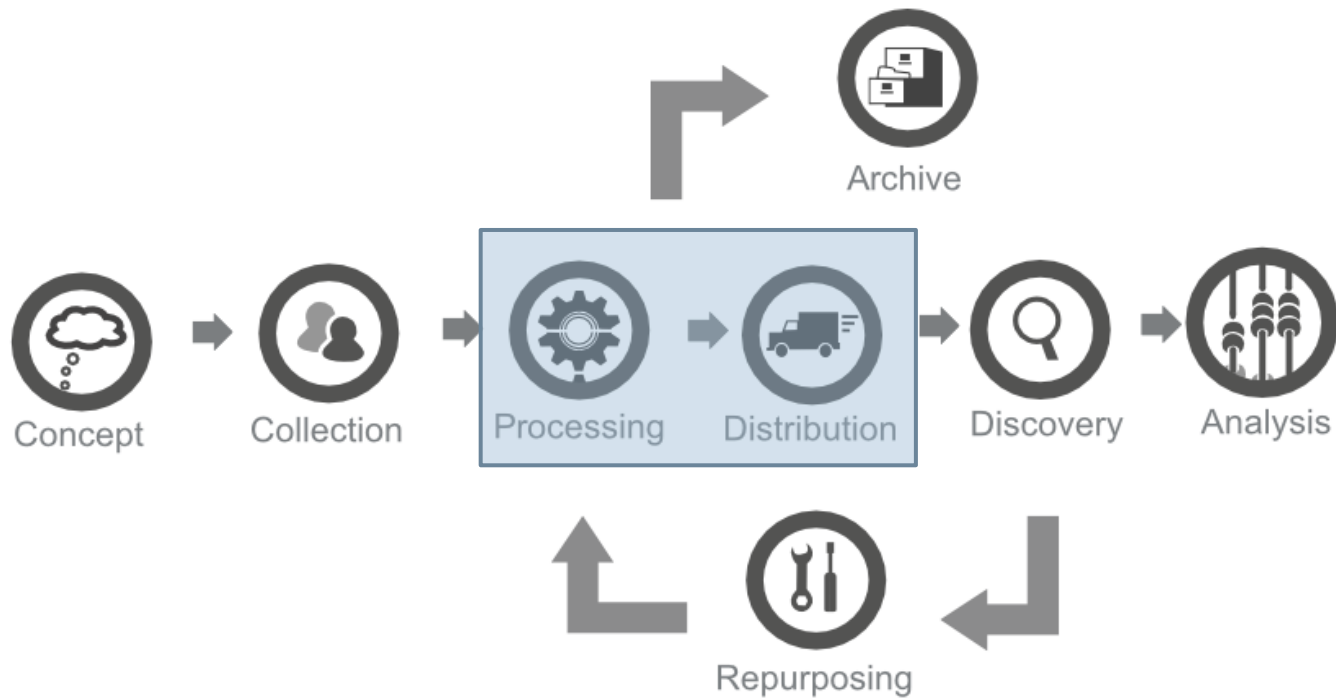 Archive
Concept
Collection
Processing
Distribution
Discovery
Analysis
Repurposing